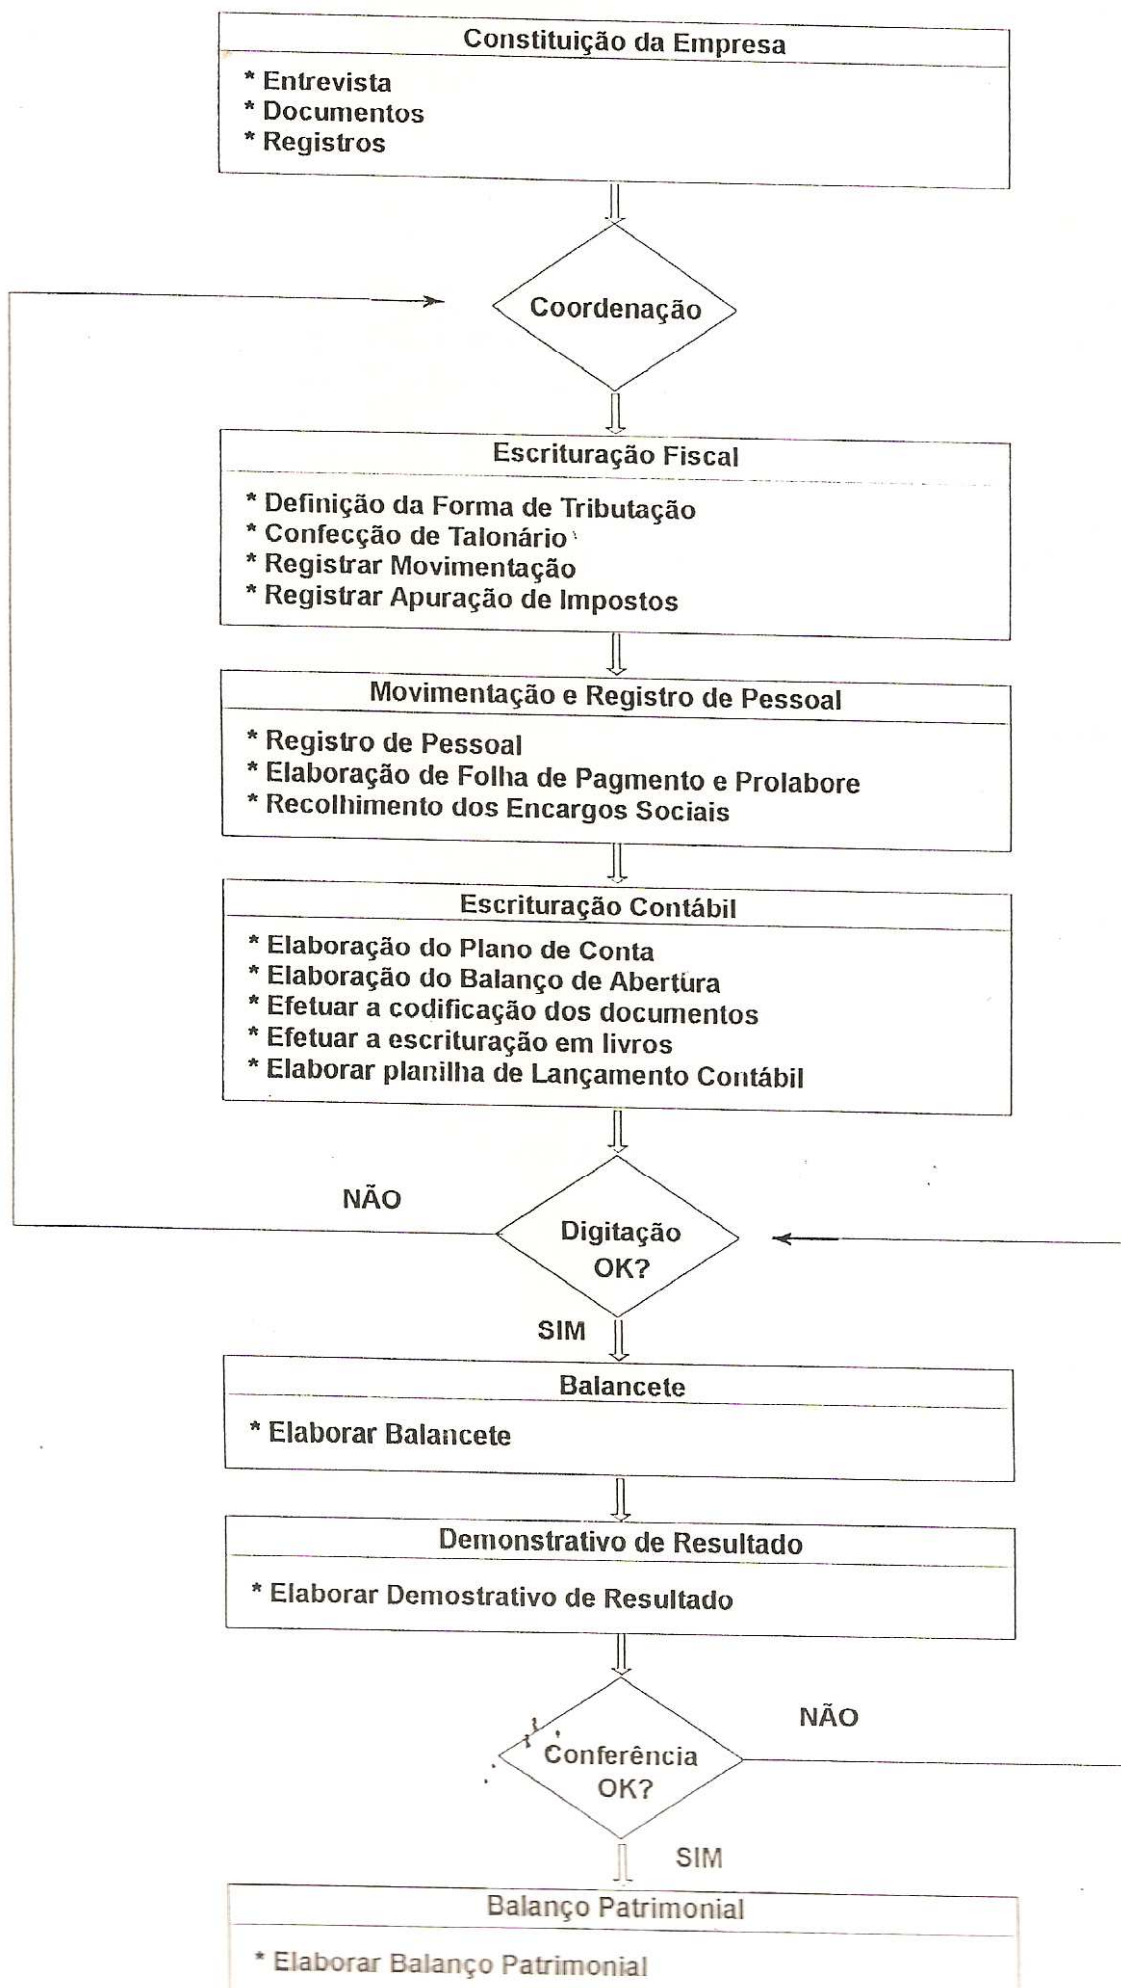 Constituição da Empresa
* Entrevista
* Documentos
* Registros
Coordenação
Escrituração Fiscal
* Definição da Forma de Tributação
* Confecção de Talonário
* Registrar Movimentação
* Registrar Apuração de Impostos
Movimentação e Registro de Pessoal
* Registro de Pessoal
* Elaboração de Folha de Pagmento e Prolabore
* Recolhimento dos Encargos Sociais
Escrituração Contábil
* Elaboração do Plano de Conta
* Elaboração do Balanço de Abertura
* Efetuar a codificação dos documentos
* Efetuar a escrituração em livros
* Elaborar planilha de Lançamento Contábil
NÃO
Digitação
OK?
SIM
Balancete
* Elaborar Balancete
Demonstrativo de Resultado
* Elaborar Demostrativo de Resultado
NÃO
Conferência
OK?
SIM
Balanço Patrimonial
* Elaborar Balanço Patrimonial